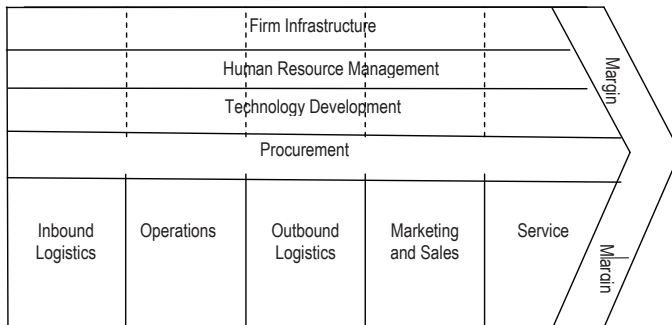 Firm Infrastructure
Human Resource Management
Technology Development
Procurement
Margin
Inbound
Logistics
Operations
Outbound
Logistics
Marketing
and Sales
Service
Margin